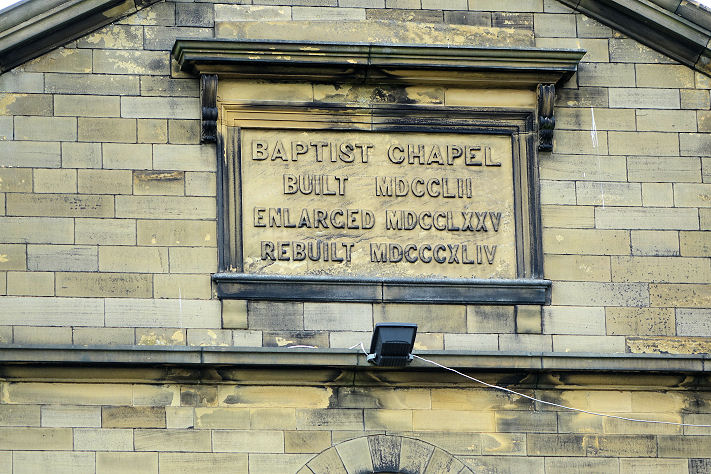 BAPTIST CHAPEL
BUILT MDCCLII
ENLARGED MDCCLXXV
REBUILT MDCCCXLIV